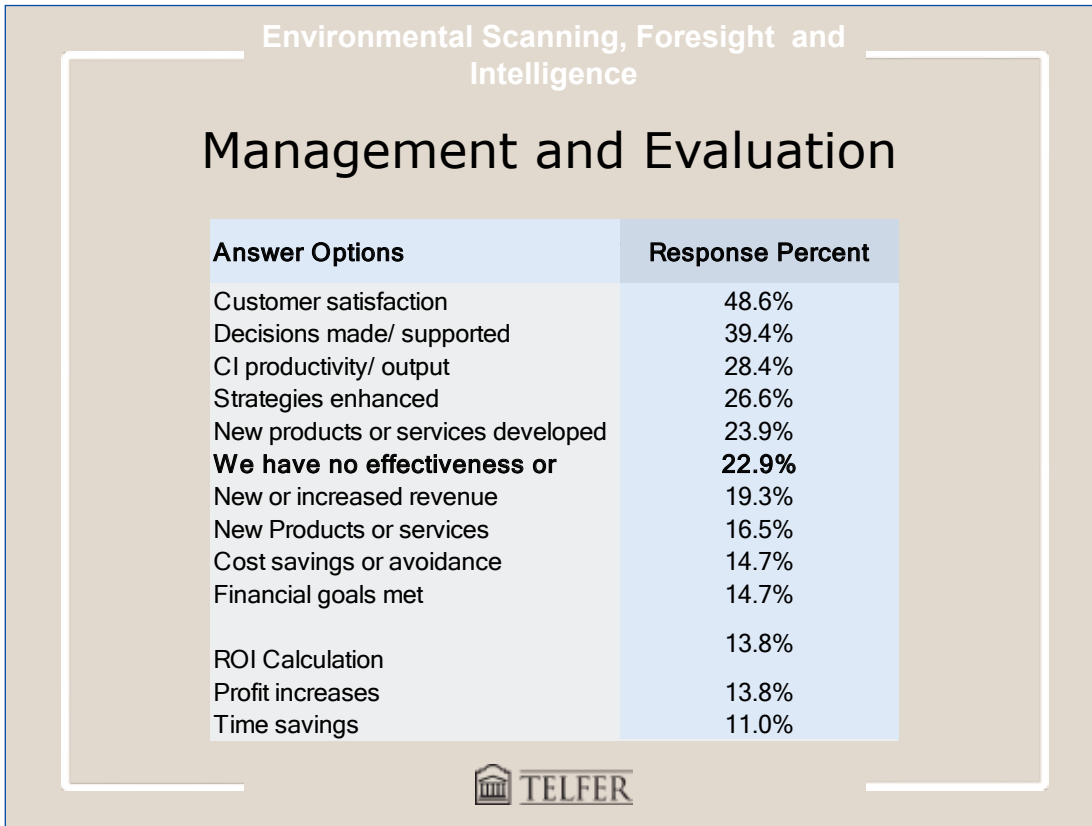 Environmental Scanning, Foresight and
Intelligence
Management and Evaluation
Answer Options Response Percent
Customer satisfaction 48.6%
Decisions made/ supported 39.4%
CI productivity/ output 28.4%
Strategies enhanced 26.6%
New products or services developed 23.9%
We have no effectiveness or 22.9%
New or increased revenue 19.3%
New Products or services 16.5%
Cost savings or avoidance 14.7%
Financial goals met 14.7%
ROI Calculation 13.8%
Profit increases 13.8%
Time savings 11.0%
TELFER